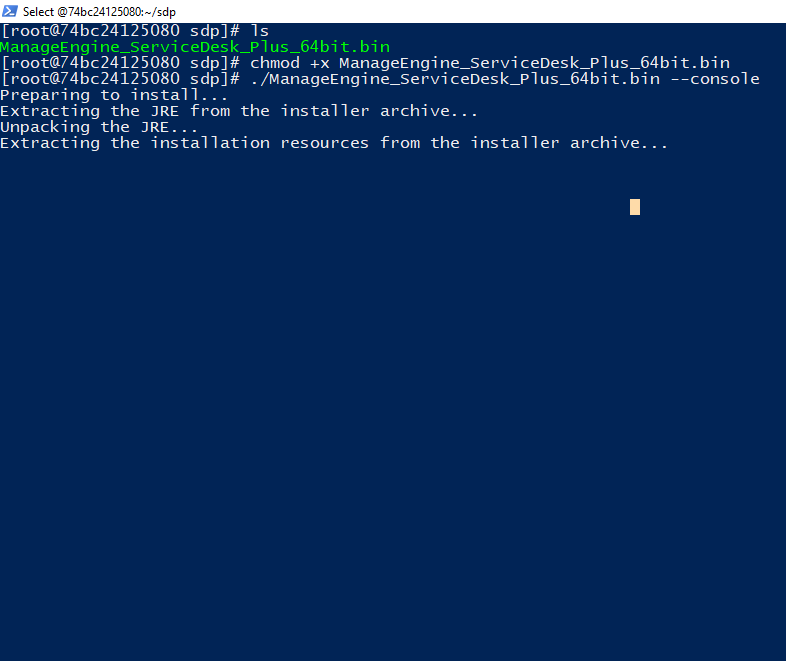 Select @74bc24125080:~/sdp
[root@74bc24125080 sdp]# ls
ManageEngine_ServiceDesk_Plus_64bit.bin
[root@74bc24125080 sdp]# chmod +x ManageEngine_ServiceDesk_Plus_64bit.bin
[root@74bc24125080 sdp]# ./ManageEngine_ServiceDesk_Plus_64bit.bin --console
Preparing to install...
Extracting the JRE from the installer archive...
Unpacking the JRE...
Extracting the installation resources from the installer archive...